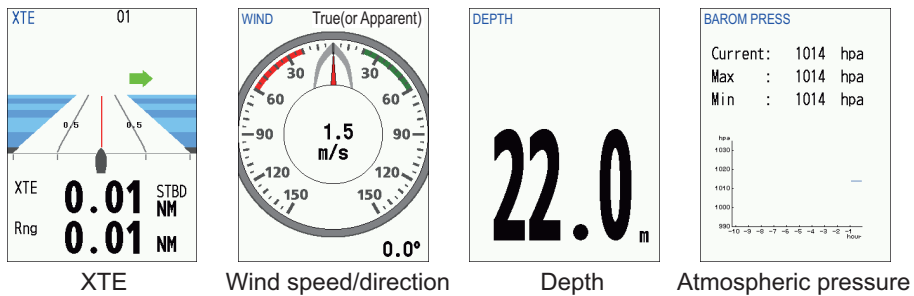 XTE 01
0.5 0.5
XTE 0.01 STBD NM
Rng 0.01 NM
XTE
WIND True(or Apparent)
30 30
60 60
90 90
120 120
150 150
1.5
m/s
0.0°
Wind speed/direction
DEPTH
22.0 m
Depth
BAROM PRESS
Current: 1014 hpa
Max : 1014 hpa
Min : 1014 hpa
hpa
1030
1020
1010
1000
990
-10 -9 -8 -7 -6 -5 -4 -3 -2 -1
hour
Atmospheric pressure